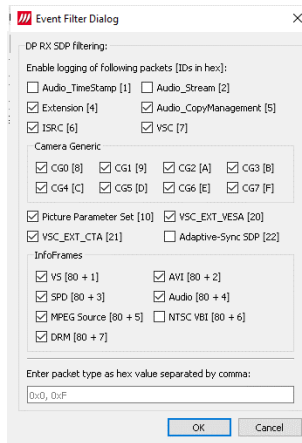 Event Filter Dialog
DP RX SDP filtering:
Enable logging of following packets [IDs in hex]:
Audio_TimeStamp [1] Audio_Stream [2]
Extension [4] Audio_CopyManagement [5]
ISRC [6] VSC [7]
Camera Generic
CG0 [8] CG1 [9] CG2 [A] CG3 [B]
CG4 [C] CG5 [D] CG6 [E] CG7 [F]
Picture Parameter Set [10] VSC_EXT_VESA [20]
VSC_EXT_CTA [21] Adaptive-Sync SDP [22]
InfoFrames
VS [80 + 1] AVI [80 + 2]
SPD [80 + 3] Audio [80 + 4]
MPEG Source [80 + 5] NTSC VBI [80 + 6]
DRM [80 + 7]
Enter packet type as hex value separated by comma:
0x0, 0xF
OK Cancel